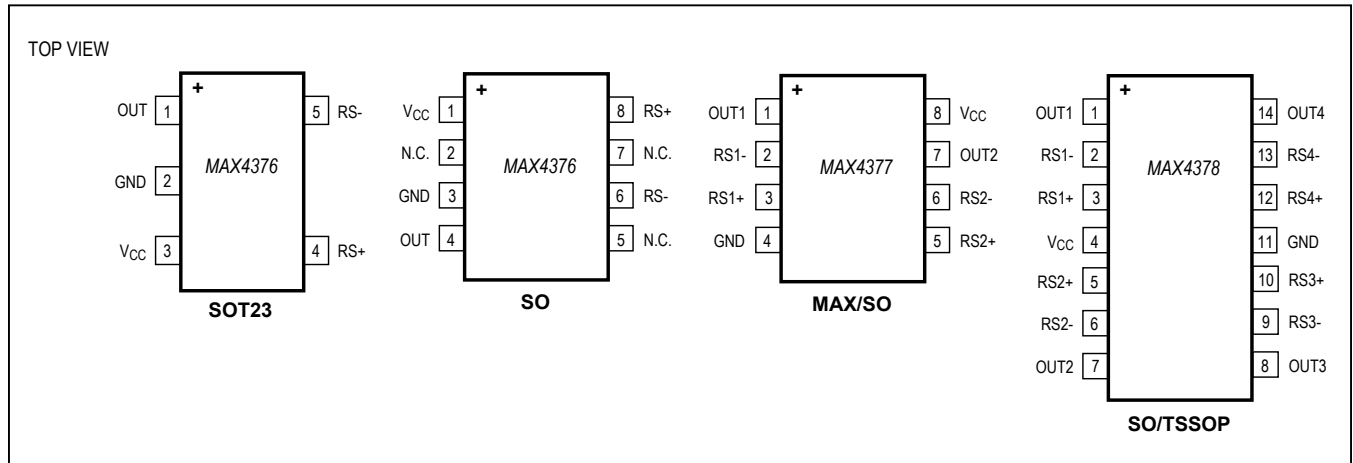 TOP VIEW
+
OUT 1
5 RS-
GND 2
MAX4376
VCC 3
4 RS+
SOT23
+
VCC 1
8 RS+
N.C. 2
7 N.C.
MAX4376
GND 3
6 RS-
OUT 4
5 N.C.
SO
+
OUT1 1
8 VCC
RS1- 2
7 OUT2
MAX4377
RS1+ 3
6 RS2-
GND 4
5 RS2+
MAX/SO
+
OUT1 1
14 OUT4
RS1- 2
13 RS4-
MAX4378
RS1+ 3
12 RS4+
VCC 4
11 GND
RS2+ 5
10 RS3+
RS2- 6
9 RS3-
OUT2 7
8 OUT3
SO/TSSOP